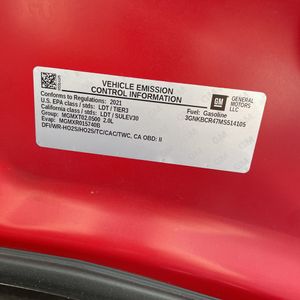 VEHICLE EMISSION
CONTROL INFORMATION
Conforms to Regulations: 2021
U.S. EPA class / stds: LDT / TIER3
California class / stds: LDT / SULEV30
Group: MGMXT02.0500 2.0L
Evap: MGMXR0157408
DFI/WR-HO2S/HO2S/TC/CAC/TWC, CA OBD: II
GM
GENERAL
MOTORS
LLC
Fuel: Gasoline
3GNKBCR47MS514105